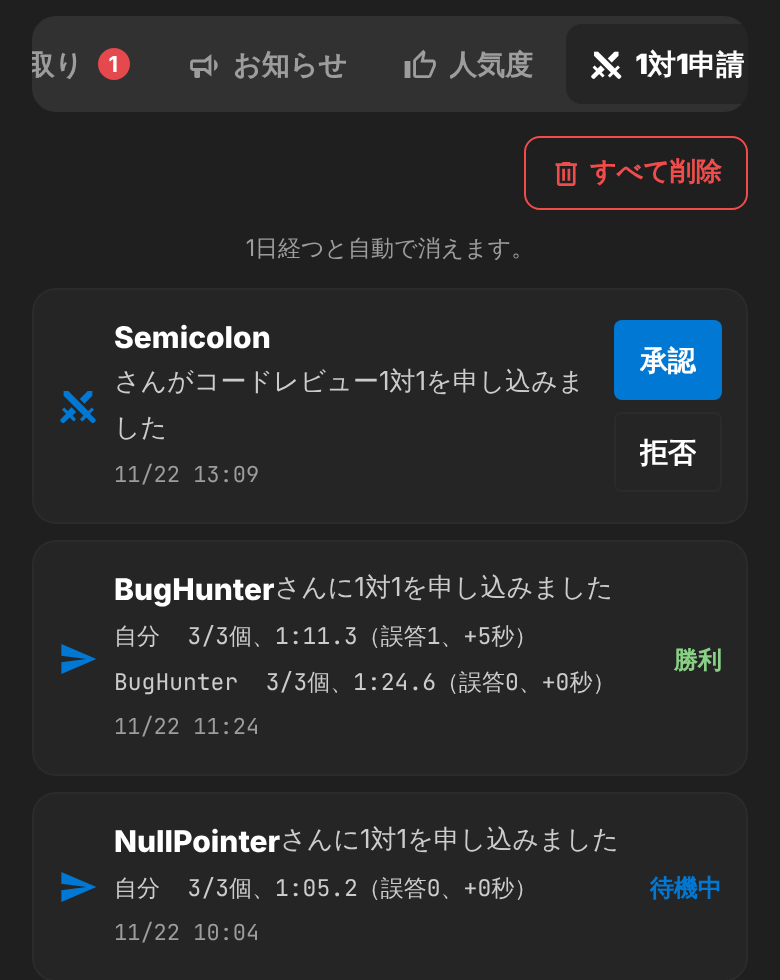 取り 1 お知らせ 人気度 1対1申請
すべて削除
1日経つと自動で消えます。
Semicolon
さんがコードレビュー1対1を申し込みま
した
11/22 13:09
承認
拒否
BugHunterさんに1対1を申し込みました
自分 3/3個、1:11.3（誤答1、+5秒）
BugHunter 3/3個、1:24.6（誤答0、+0秒）
11/22 11:24
勝利
NullPointerさんに1対1を申し込みました
自分 3/3個、1:05.2（誤答0、+0秒）
11/22 10:04
待機中